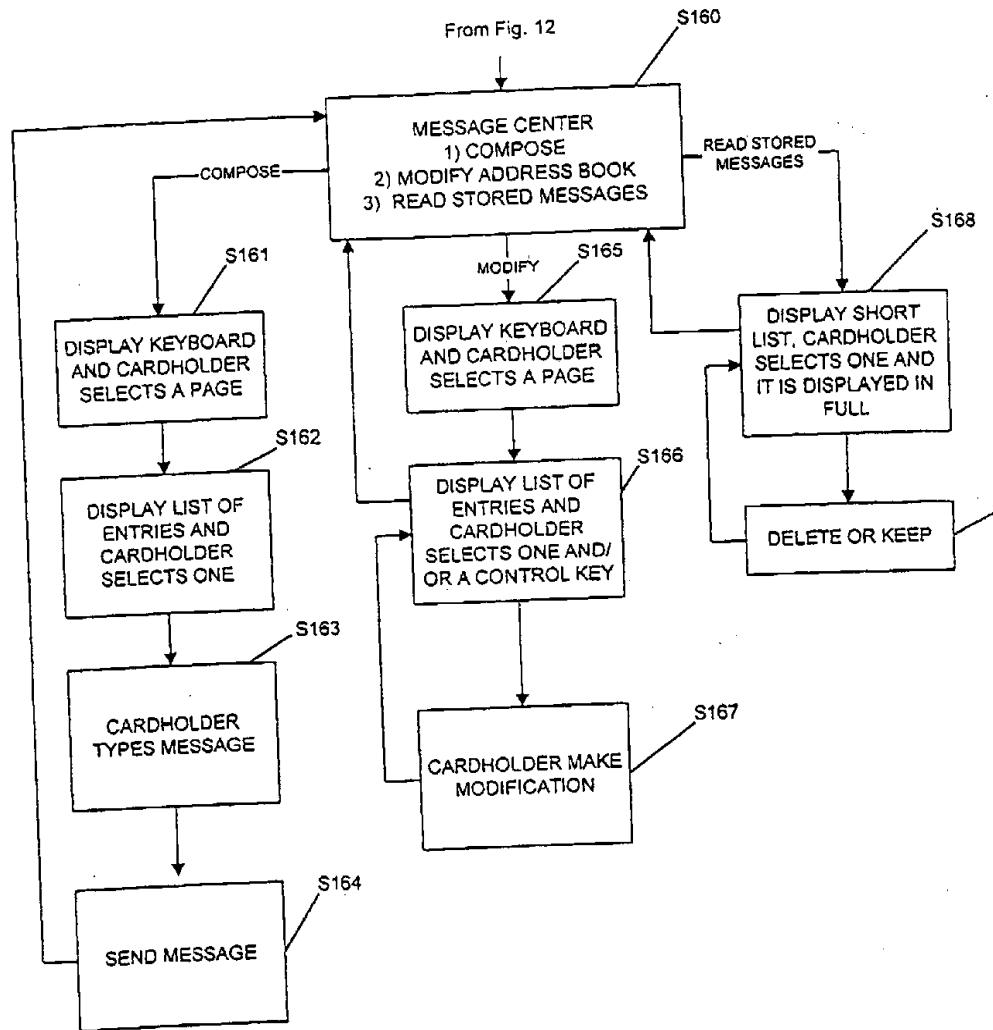 From Fig. 12
S160
MESSAGE CENTER
1) COMPOSE
2) MODIFY ADDRESS BOOK
3) READ STORED MESSAGES
COMPOSE
READ STORED
MESSAGES
S161
DISPLAY KEYBOARD
AND CARDHOLDER
SELECTS A PAGE
S162
DISPLAY LIST OF
ENTRIES AND
CARDHOLDER
SELECTS ONE
S163
CARDHOLDER
TYPES MESSAGE
S164
SEND MESSAGE
MODIFY
S165
DISPLAY KEYBOARD
AND CARDHOLDER
SELECTS A PAGE
S166
DISPLAY LIST OF
ENTRIES AND
CARDHOLDER
SELECTS ONE AND/
OR A CONTROL KEY
S167
CARDHOLDER MAKE
MODIFICATION
S168
DISPLAY SHORT
LIST, CARDHOLDER
SELECTS ONE AND
IT IS DISPLAYED IN
FULL
DELETE OR KEEP